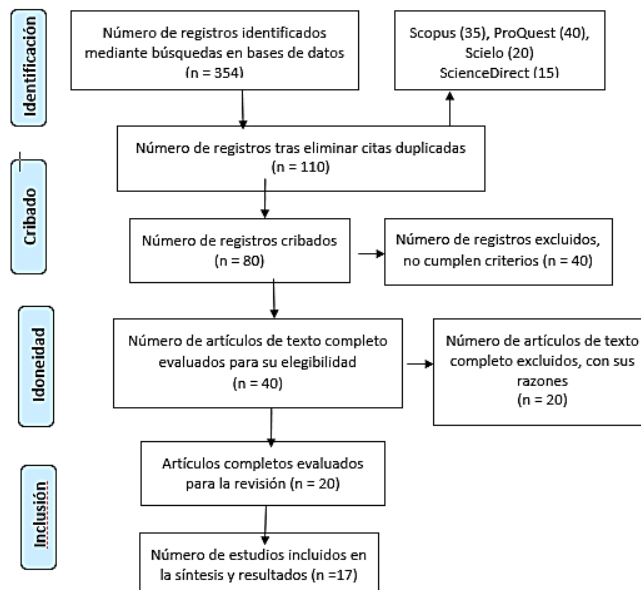 Identificación
Número de registros identificados
mediante búsquedas en bases de datos
(n = 354)
Scopus (35), ProQuest (40),
Scielo (20)
ScienceDirect (15)
Número de registros tras eliminar citas duplicadas
(n = 110)
Cribado
Número de registros cribados
(n = 80)
Número de registros excluidos,
no cumplen criterios (n = 40)
Idoneidad
Número de artículos de texto completo
evaluados para su elegibilidad
(n = 40)
Número de artículos de texto
completo excluidos, con sus
razones
(n = 20)
Inclusión
Artículos completos evaluados
para la revisión (n = 20)
Número de estudios incluidos en
la síntesis y resultados (n =17)